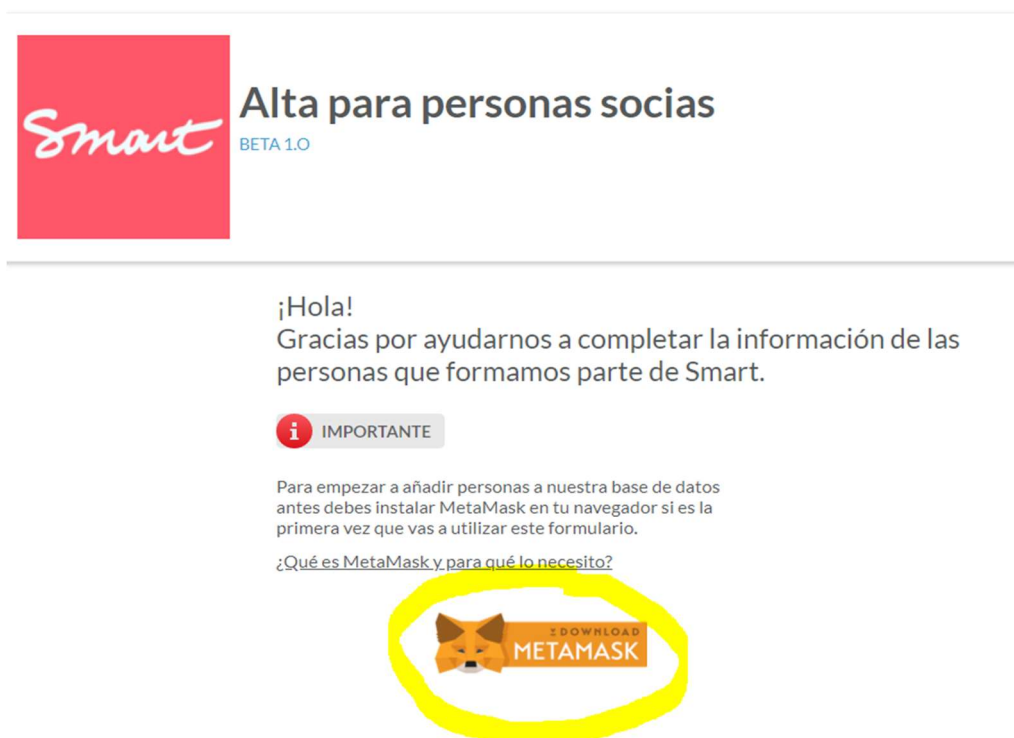 Smart
Alta para personas socias
BETA 1.O
¡Hola!
Gracias por ayudarnos a completar la información de las
personas que formamos parte de Smart.
i IMPORTANTE
Para empezar a añadir personas a nuestra base de datos
antes debes instalar MetaMask en tu navegador si es la
primera vez que vas a utilizar este formulario.
¿Qué es MetaMask y para qué lo necesito?
DOWNLOAD
METAMASK